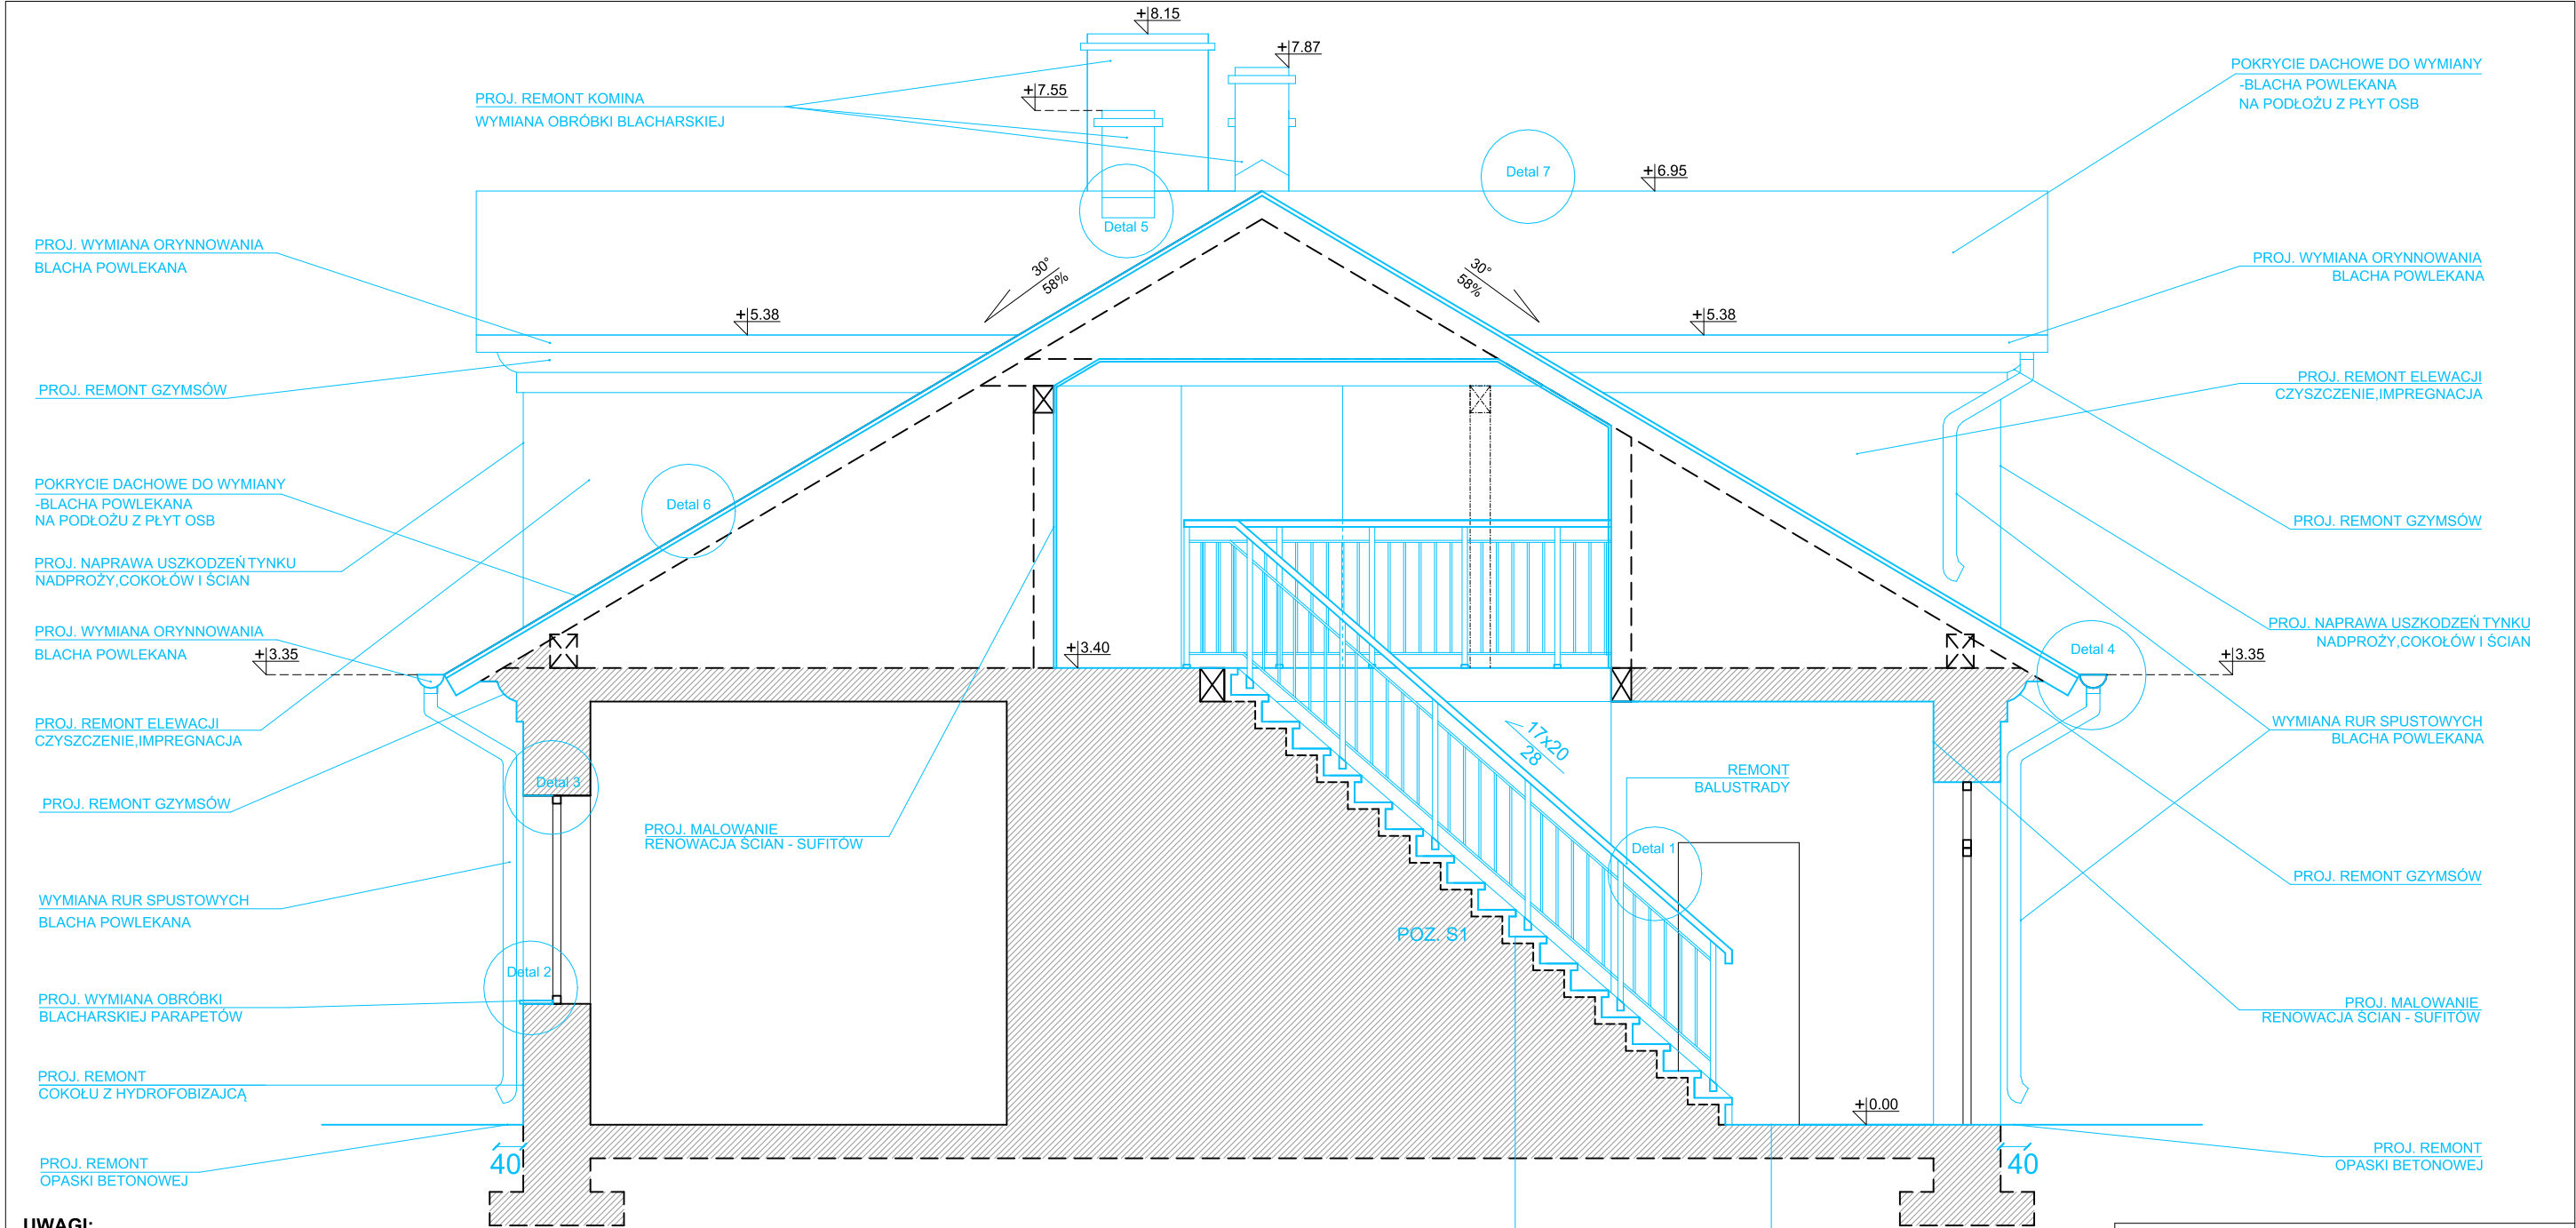 +8.15
+7.87
+7.55
PROJ. REMONT KOMINA
WYMIANA OBRÓBKI BLACHARSKIEJ
POKRYCIE DACHOWE DO WYMIANY
-BLACHA POWLEKANA
NA PODŁOŻU Z PŁYT OSB
Detal 7
+6.95
Detal 5
PROJ. WYMIANA ORYNNOWANIA
BLACHA POWLEKANA
30°
58%
30°
58%
PROJ. WYMIANA ORYNNOWANIA
BLACHA POWLEKANA
+5.38
+5.38
PROJ. REMONT GZYMSÓW
PROJ. REMONT ELEWACJI
CZYSZCZENIE,IMPREGNACJA
POKRYCIE DACHOWE DO WYMIANY
-BLACHA POWLEKANA
NA PODŁOŻU Z PŁYT OSB
Detal 6
PROJ. REMONT GZYMSÓW
PROJ. NAPRAWA USZKODZEŃ TYNKU
NADPROŻY,COKOŁÓW I ŚCIAN
PROJ. NAPRAWA USZKODZEŃ TYNKU
NADPROŻY,COKOŁÓW I ŚCIAN
PROJ. WYMIANA ORYNNOWANIA
BLACHA POWLEKANA
+3.35
+3.40
Detal 4
+3.35
PROJ. REMONT ELEWACJI
CZYSZCZENIE,IMPREGNACJA
17x20
28
WYMIANA RUR SPUSTOWYCH
BLACHA POWLEKANA
Detal 3
REMONT
BALUSTRADY
PROJ. REMONT GZYMSÓW
PROJ. MALOWANIE
RENOWACJA ŚCIAN - SUFITÓW
Detal 1
PROJ. REMONT GZYMSÓW
WYMIANA RUR SPUSTOWYCH
BLACHA POWLEKANA
POZ. S1
Detal 2
PROJ. WYMIANA OBRÓBKI
BLACHARSKIEJ PARAPETÓW
PROJ. MALOWANIE
RENOWACJA ŚCIAN - SUFITÓW
PROJ. REMONT
COKOŁU Z HYDROFOBIZAJCĄ
+0.00
40
40
PROJ. REMONT
OPASKI BETONOWEJ
PROJ. REMONT
OPASKI BETONOWEJ
UWAGI: